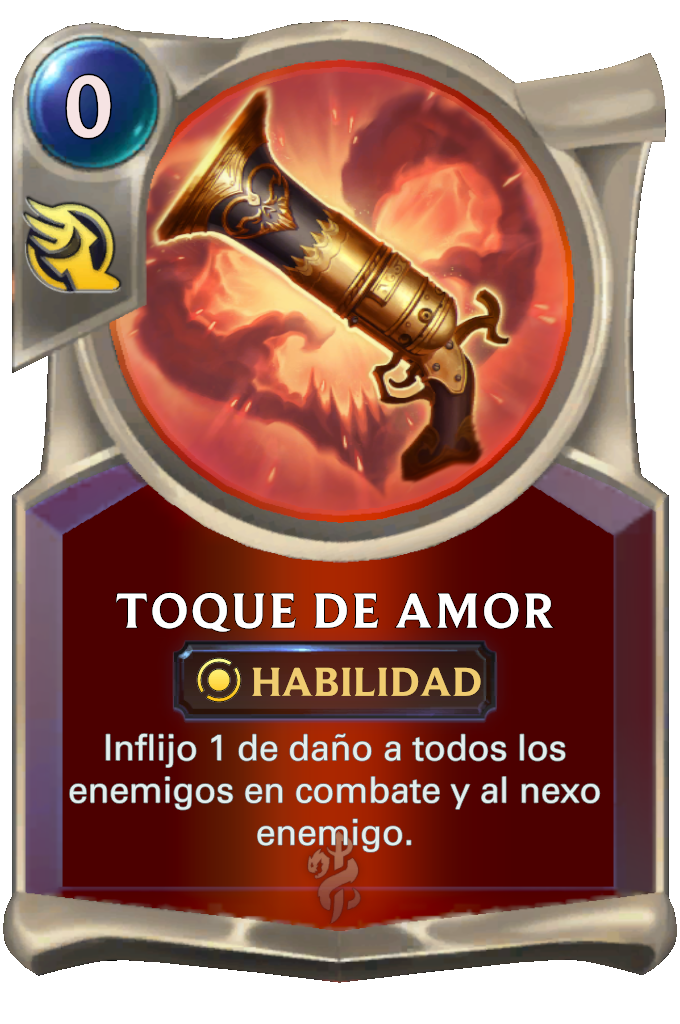 0
TOQUE DE AMOR
HABILIDAD
Inflijo 1 de daño a todos los
enemigos en combate y al nexo
enemigo.